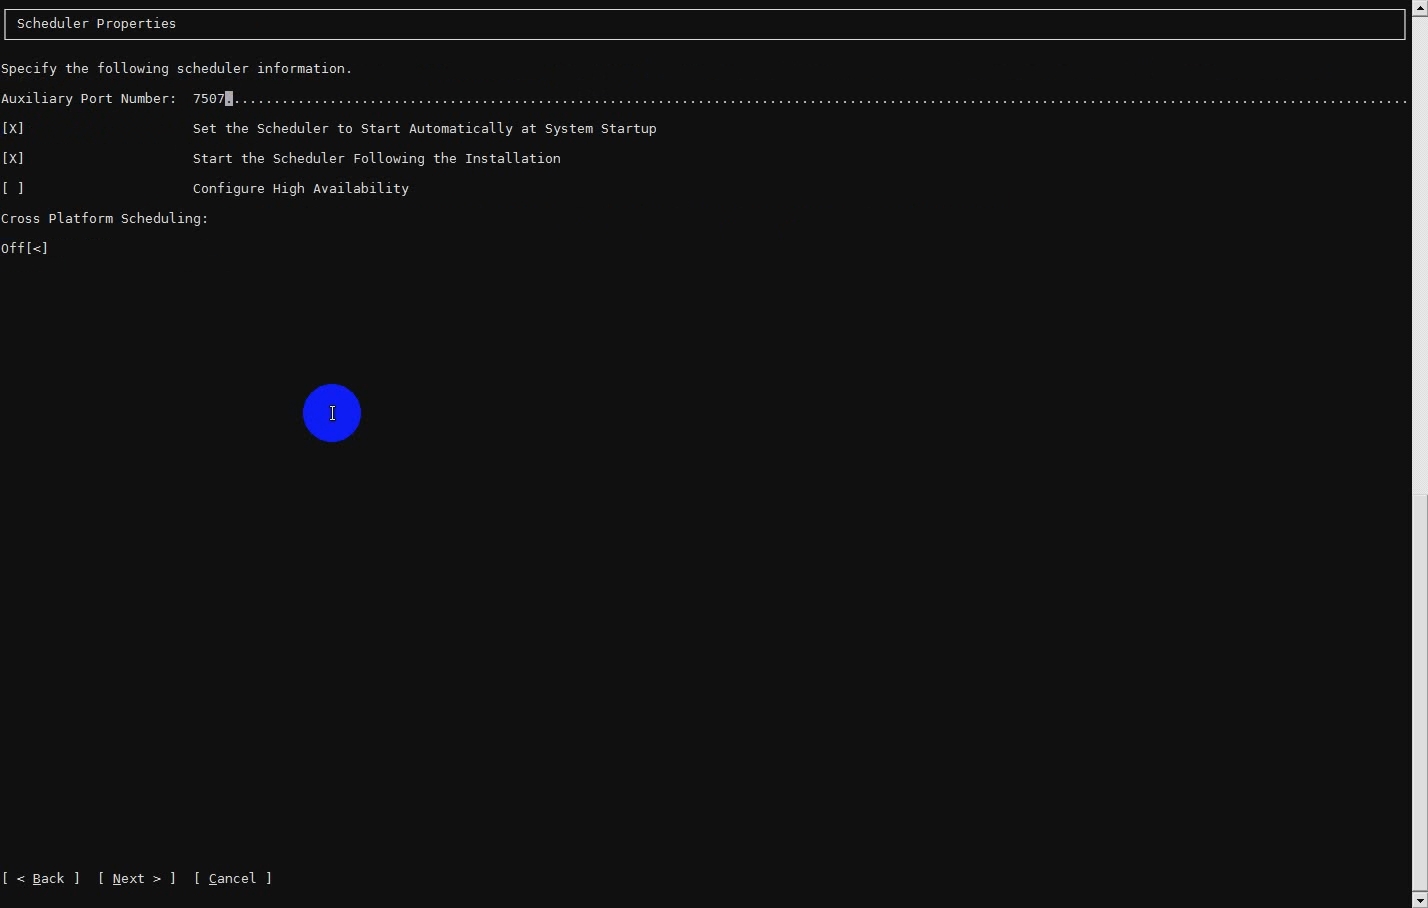 Scheduler Properties
Specify the following scheduler information.
Auxiliary Port Number:  7507...................................................................................................................................................
[X] Set the Scheduler to Start Automatically at System Startup
[X] Start the Scheduler Following the Installation
[ ] Configure High Availability
Cross Platform Scheduling:
Off[<]
[ < Back ]  [ Next > ]  [ Cancel ]